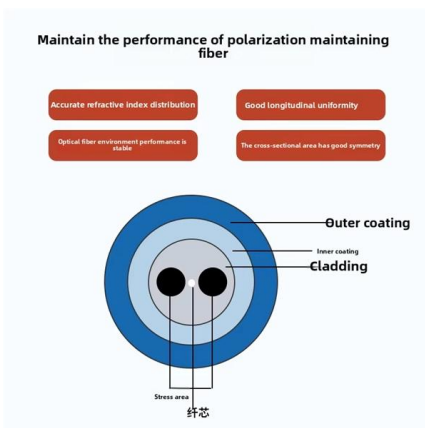 Maintain the performance of polarization maintaining
fiber
Accurate refractive index distribution
Good longitudinal uniformity
Optical fiber environment performance is
stable
The cross-sectional area has good symmetry
Outer coating
Inner coating
Cladding
Stress area
纤芯